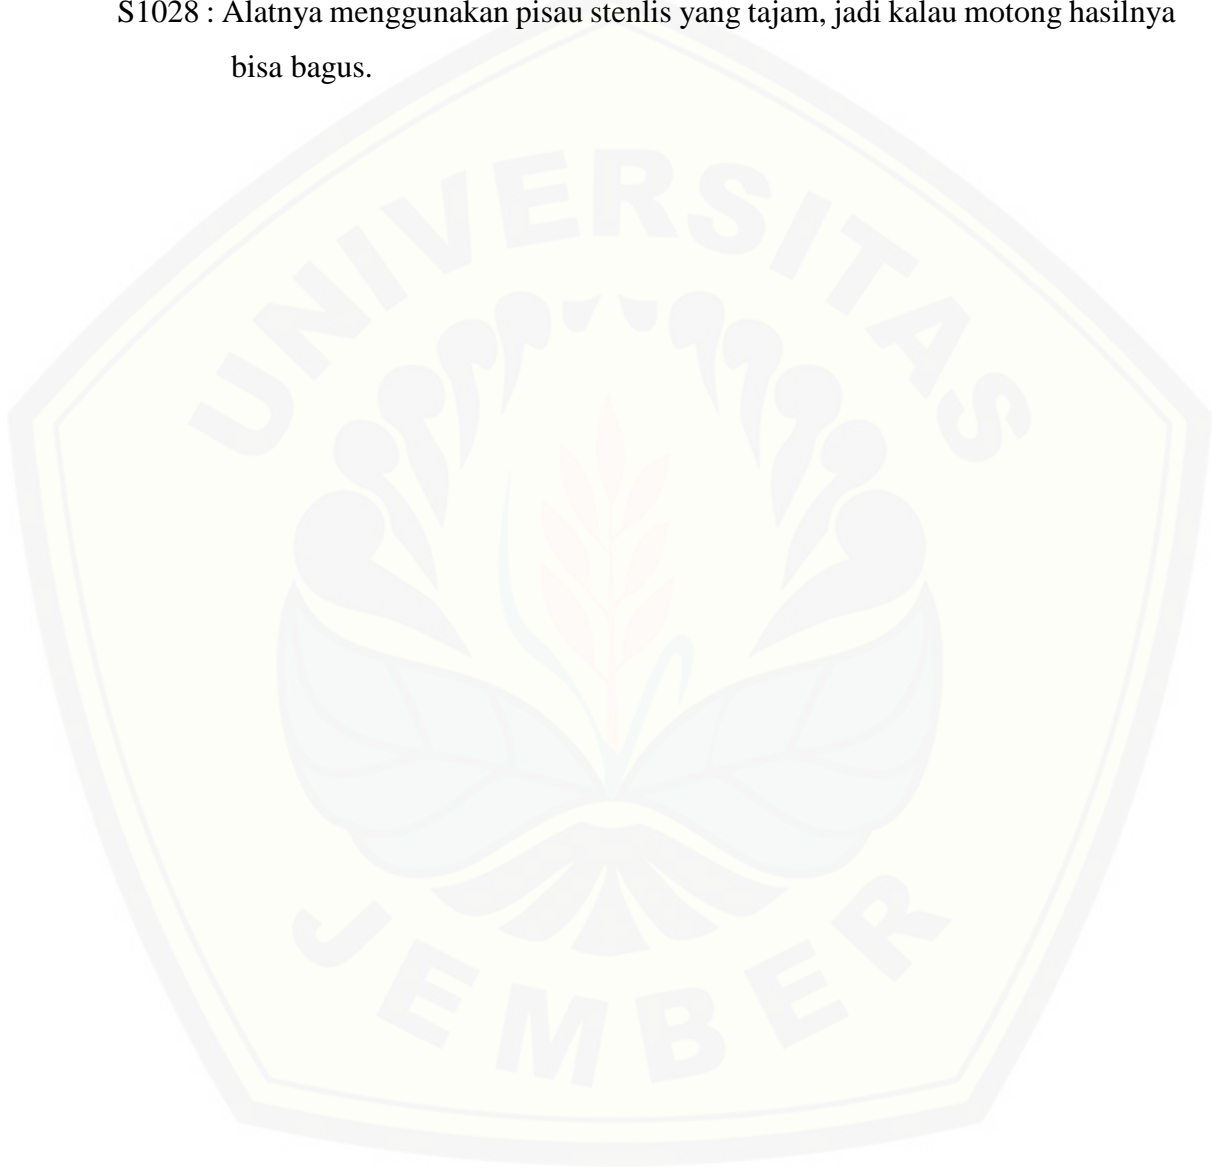 S1028 : Alatnya menggunakan pisau stenlis yang tajam, jadi kalau motong hasilnya
bisa bagus.
UNIVERSITAS
JEMBER